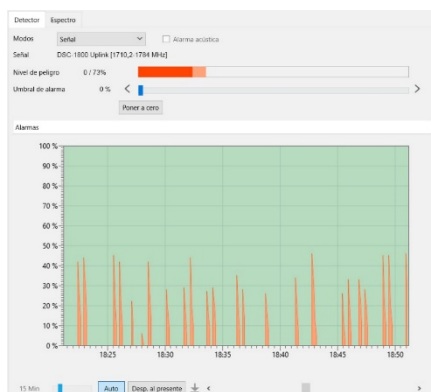 Detector Espectro
Modos Señal Alarma acústica
Señal DSC-1800 Uplink [1710,2-1784 MHz]
Nivel de peligro 0 / 73%
Umbral de alarma 0 %
Poner a cero
Alarmas
100 %
90 %
80 %
70 %
60 %
50 %
40 %
30 %
20 %
10 %
0 %
18:25 18:30 18:35 18:40 18:45 18:50
15 Min Auto Desp. al presente